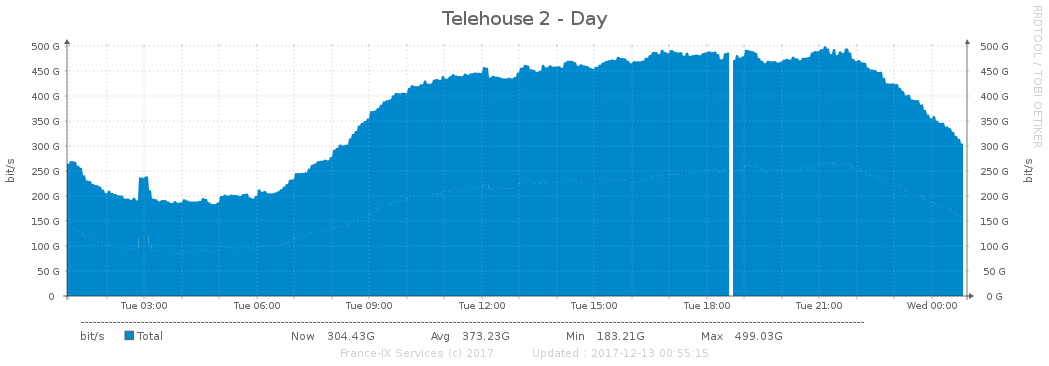 Telehouse 2 - Day
RRDTOOL / TOBI OETIKER
bit/s
500 G
450 G
400 G
350 G
300 G
250 G
200 G
150 G
100 G
50 G
0
500 G
450 G
400 G
350 G
300 G
250 G
200 G
150 G
100 G
50 G
0 G
bit/s
Tue 03:00 Tue 06:00 Tue 09:00 Tue 12:00 Tue 15:00 Tue 18:00 Tue 21:00 Wed 00:00
bit/s Total Now 304.43G Avg 373.23G Min 183.21G Max 499.03G
France-IX Services (c) 2017 Updated : 2017-12-13 00:55:15